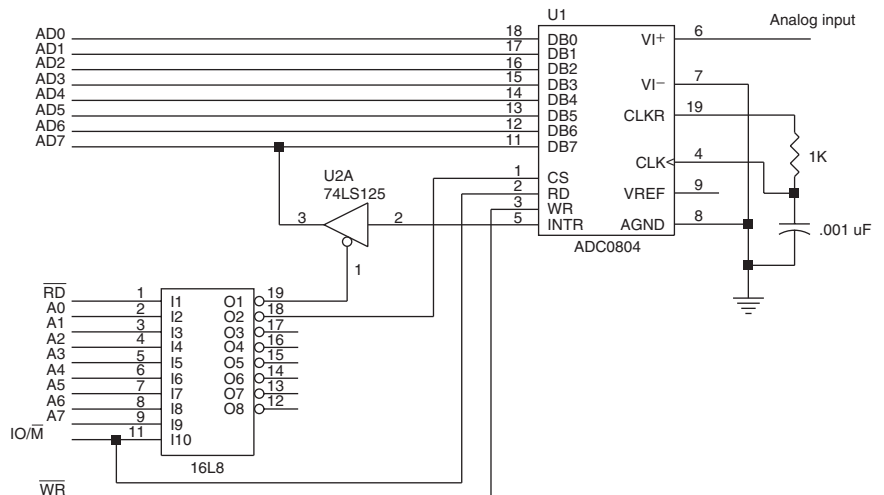 U1
Analog input
AD0 18 DB0 VI+ 6
AD1 17 DB1
AD2 16 DB2
AD3 15 DB3 VI− 7
AD4 14 DB4
AD5 13 DB5 CLKR 19
AD6 12 DB6
AD7 11 DB7
1K
CLK 4
U2A
74LS125
1 CS
2 RD VREF 9
3 WR
3 2 5 INTR AGND 8
.001 uF
ADC0804
1
R̅D̅ 1 I1 O1 19
A0 2 I2 O2 18
A1 3 I3 O3 17
A2 4 I4 O4 16
A3 5 I5 O5 15
A4 6 I6 O6 14
A5 7 I7 O7 13
A6 8 I8 O8 12
A7 9 I9
IO/M̅ 11 I10
16L8
W̅R̅